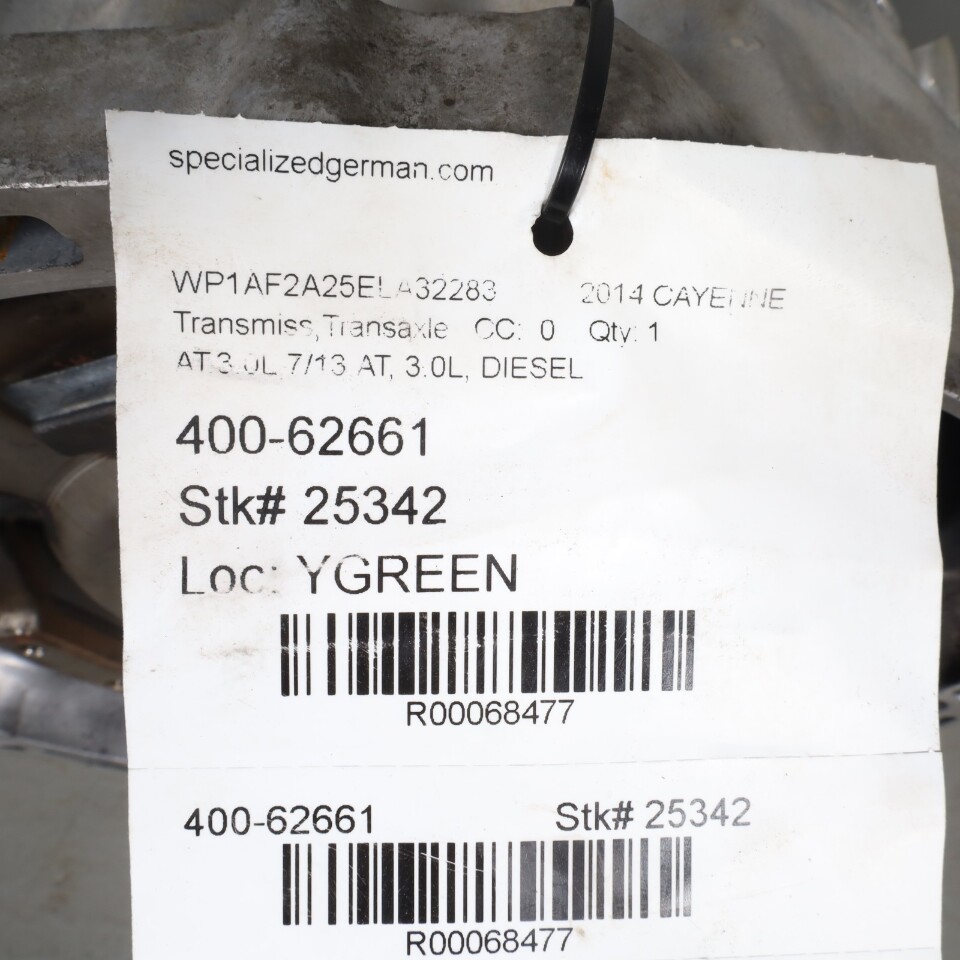 specializedgerman.com
WP1AF2A25ELA32283 2014 CAYENNE
Transmiss,Transaxle CC: 0 Qty: 1
AT 3.0L 7/13 AT, 3.0L, DIESEL
400-62661
Stk# 25342
Loc: YGREEN
R00068477
400-62661 Stk# 25342
R00068477